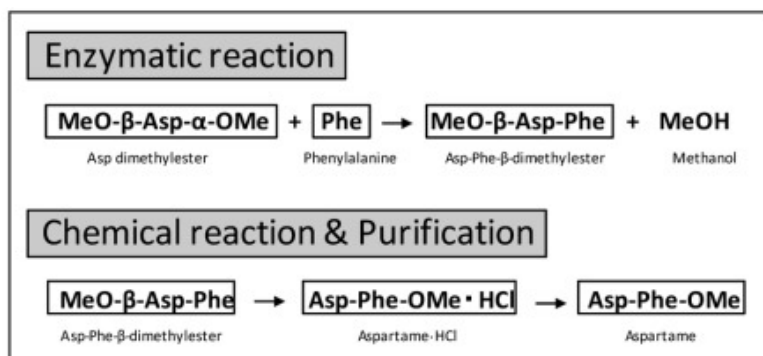 Enzymatic reaction
MeO-β-Asp-α-OMe + Phe → MeO-β-Asp-Phe + MeOH
Asp dimethylester Phenylalanine Asp-Phe-β-dimethylester Methanol
Chemical reaction & Purification
MeO-β-Asp-Phe → Asp-Phe-OMe・HCl → Asp-Phe-OMe
Asp-Phe-β-dimethylester Aspartame·HCl Aspartame